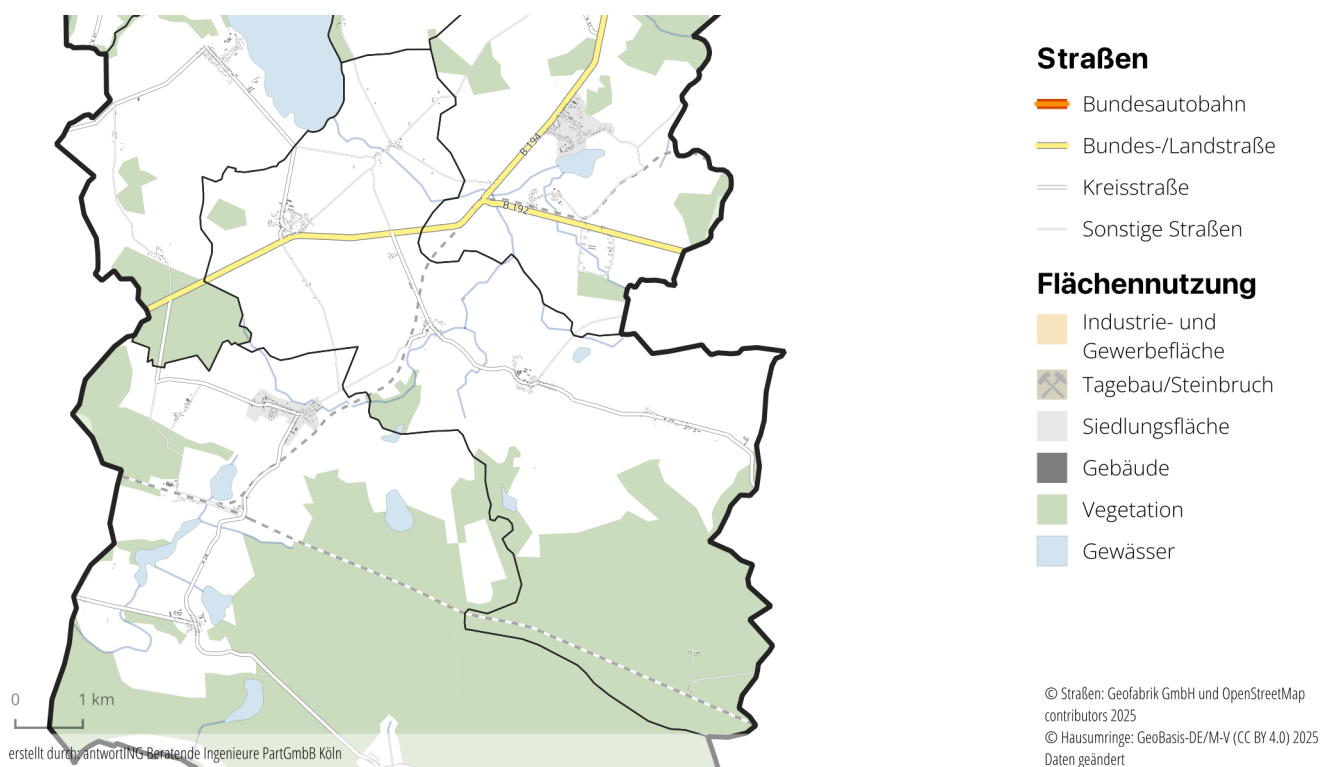 B 194
B 192
0 1 km
erstellt durch: antwortING Beratende Ingenieure PartGmbB Köln
Straßen
Bundesautobahn
Bundes-/Landstraße
Kreisstraße
Sonstige Straßen
Flächennutzung
Industrie- und
Gewerbefläche
Tagebau/Steinbruch
Siedlungsfläche
Gebäude
Vegetation
Gewässer
© Straßen: Geofabrik GmbH und OpenStreetMap
contributors 2025
© Hausumringe: GeoBasis-DE/M-V (CC BY 4.0) 2025
Daten geändert